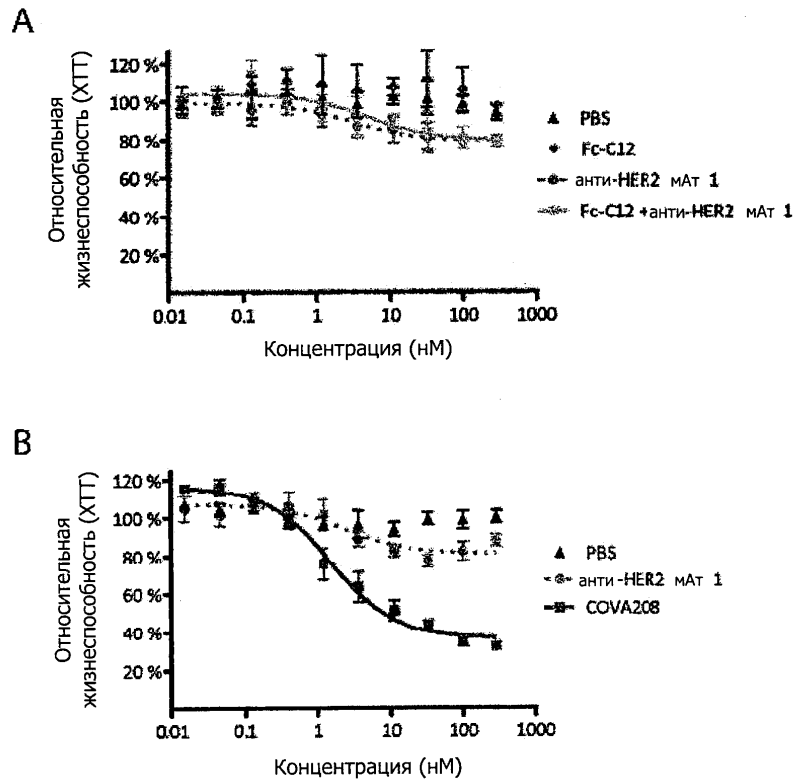 A
Относительная
жизнеспособность (XTT)
120 %
100 %
80 %
60 %
40 %
20 %
0.01 0.1 1 10 100 1000
Концентрация (нМ)
PBS
Fc-C12
анти-HER2 мАт 1
Fc-C12 +анти-HER2 мАт 1
B
Относительная
жизнеспособность (XTT)
120 %
100 %
80 %
60 %
40 %
20 %
0.01 0.1 1 10 100 1000
Концентрация (нМ)
PBS
анти-HER2 мАт 1
COVA208